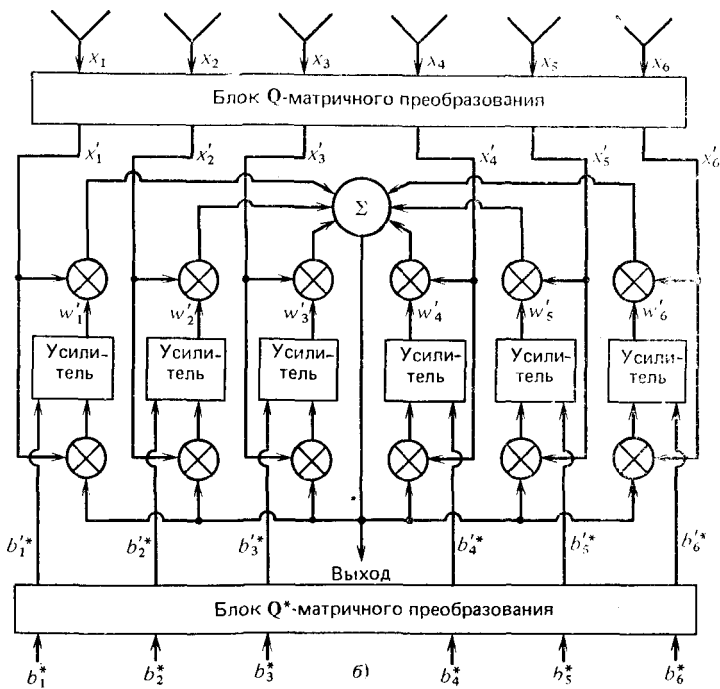 x₁ x₂ x₃ x₄ x₅ x₆
Блок Q-матричного преобразования
x′₁ x′₂ x′₃ x′₄ x′₅ x′₆
Σ
w′₁ w′₂ w′₃ w′₄ w′₅ w′₆
Усили- Усили- Усили- Усили- Усили- Усили-
тель тель тель тель тель тель
b′₁* b′₂* b′₃* b′₄* b′₅* b′₆*
Выход
Блок Q*-матричного преобразования
b₁* b₂* b₃* б) b₄* b₅* b₆*